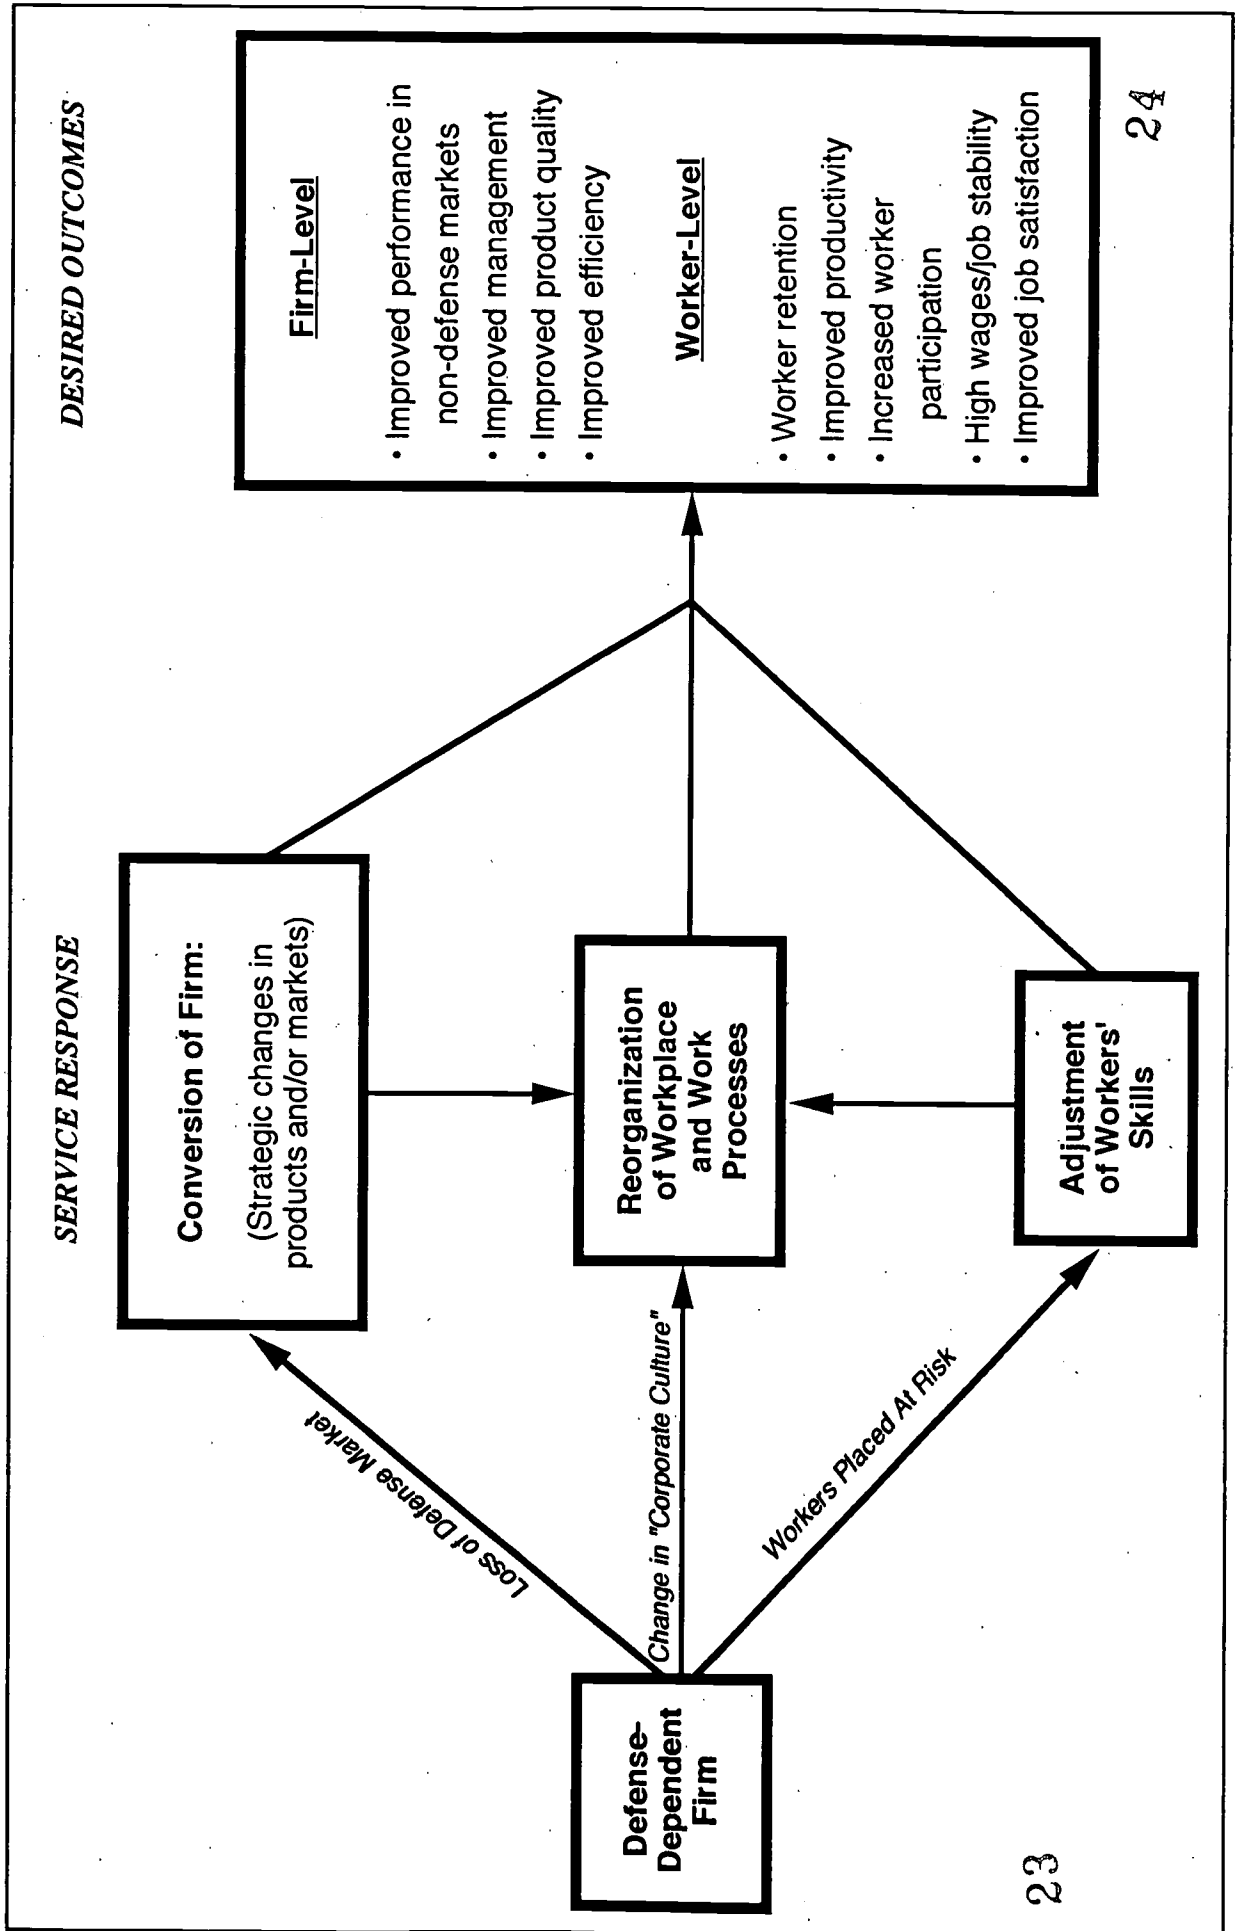 SERVICE RESPONSE
DESIRED OUTCOMES
Defense-
Dependent
Firm
Loss of Defense Market
Change in "Corporate Culture"
Workers Placed At Risk
Conversion of Firm:
(Strategic changes in
products and/or markets)
Reorganization
of Workplace
and Work
Processes
Adjustment
of Workers'
Skills
Firm-Level
• Improved performance in
non-defense markets
• Improved management
• Improved product quality
• Improved efficiency
Worker-Level
• Worker retention
• Improved productivity
• Increased worker
participation
• High wages/job stability
• Improved job satisfaction
23
24